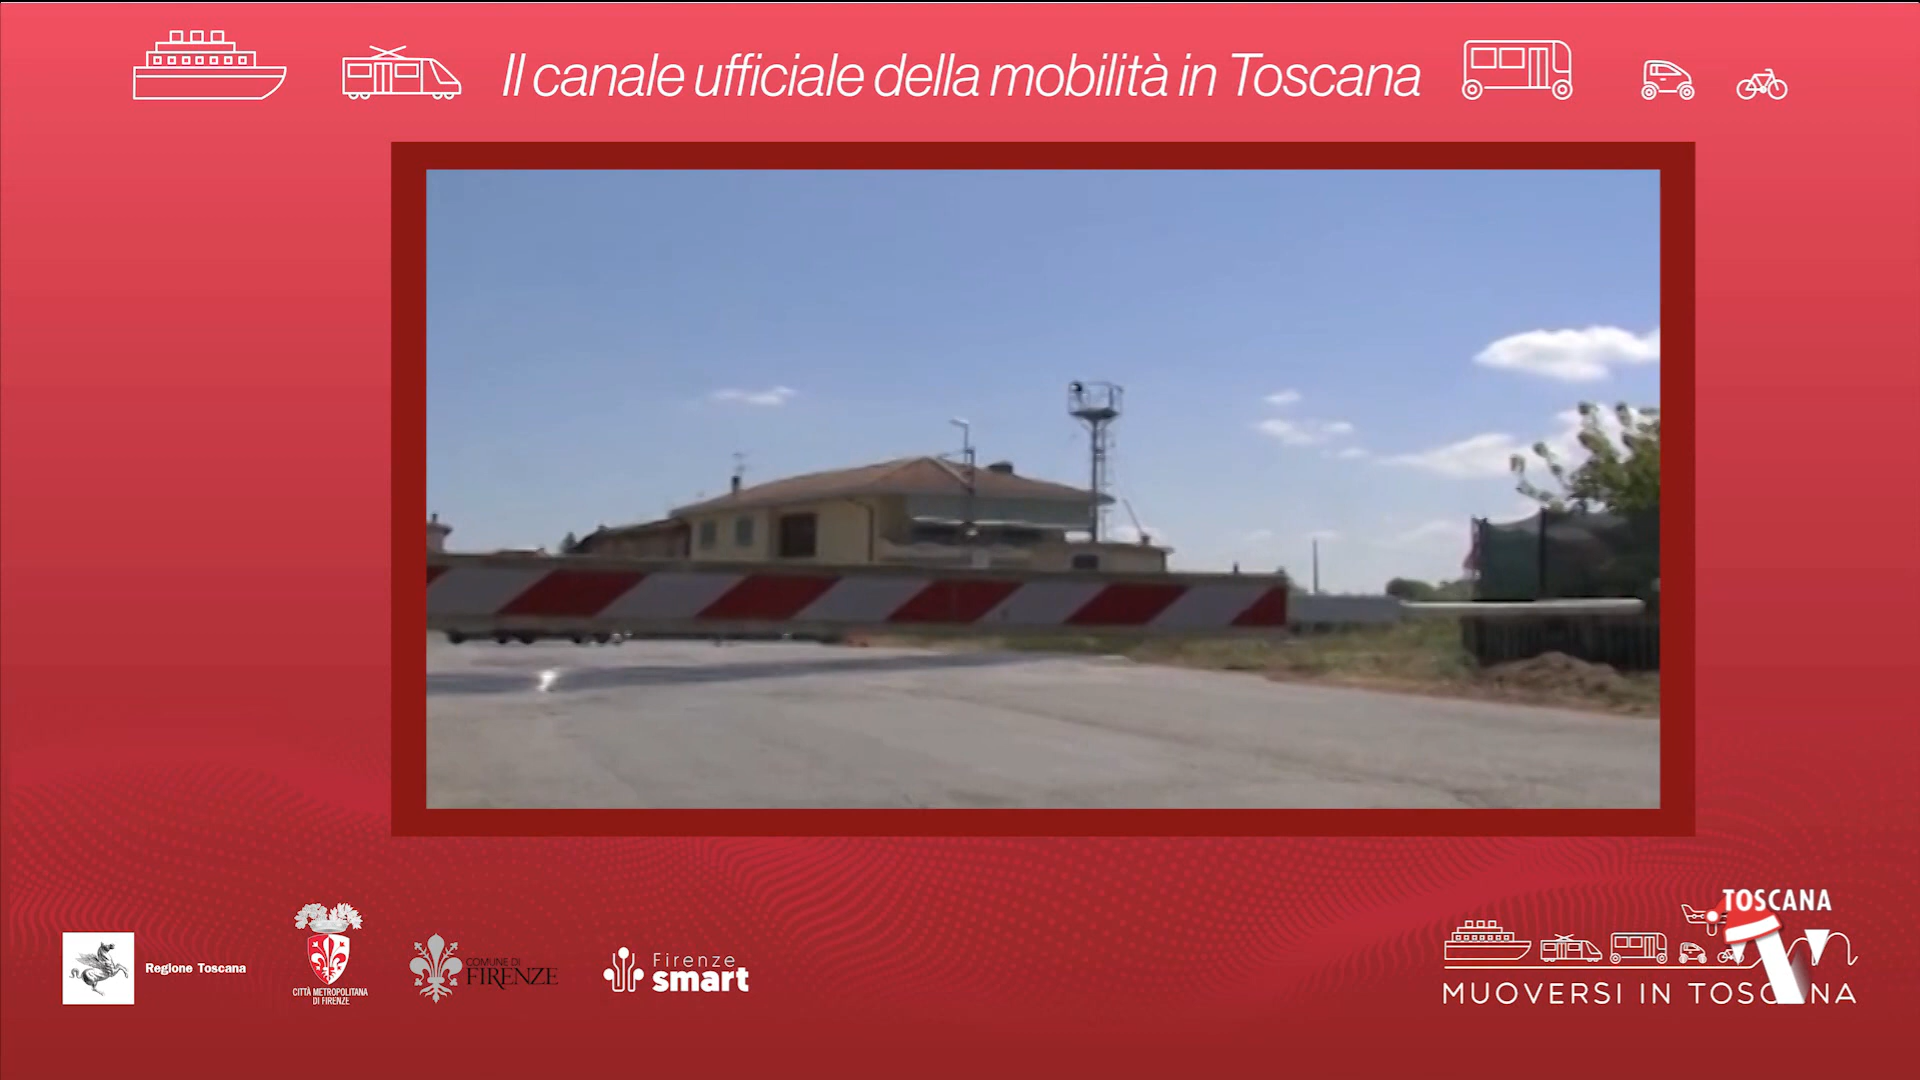 Il canale ufficiale della mobilità in Toscana
Regione Toscana
CITTÀ METROPOLITANA
DI FIRENZE
COMUNE DI
FIRENZE
Firenze
smart
TOSCANA
MUOVERSI IN TOSCANA